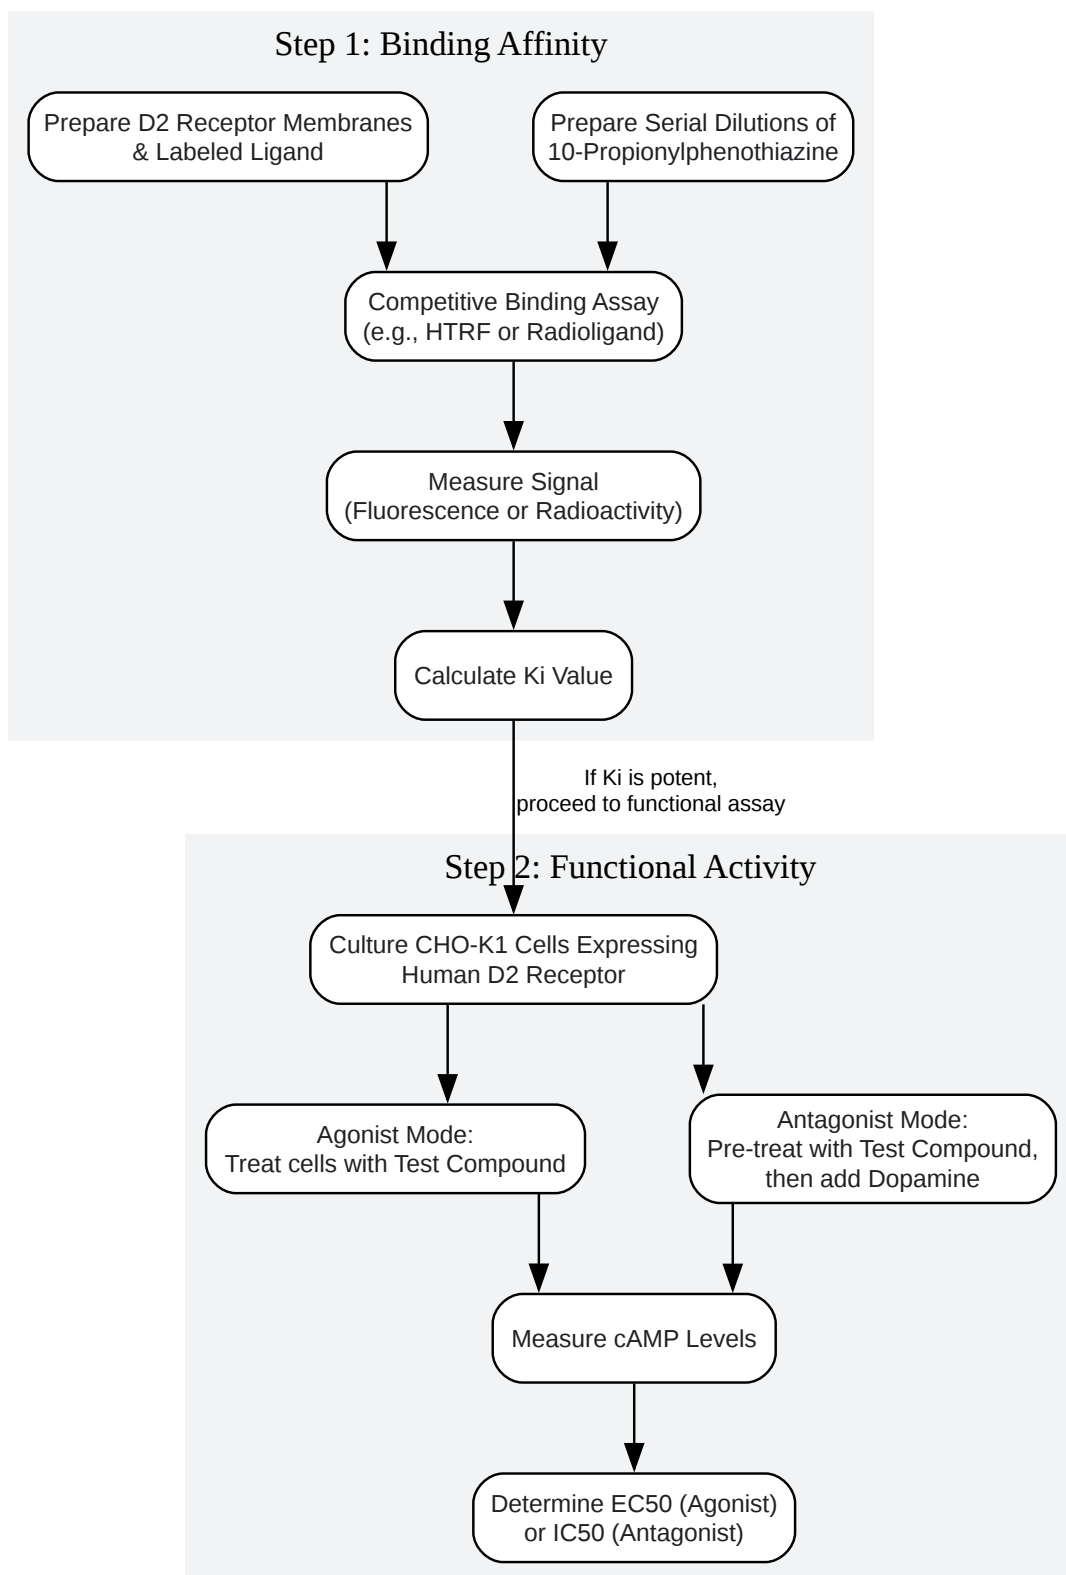 Step 1: Binding Affinity
Prepare D2 Receptor Membranes
& Labeled Ligand
Prepare Serial Dilutions of
10-Propionylphenothiazine
Competitive Binding Assay
(e.g., HTRF or Radioligand)
Measure Signal
(Fluorescence or Radioactivity)
Calculate Ki Value
If Ki is potent,
proceed to functional assay
Step 2: Functional Activity
Culture CHO-K1 Cells Expressing
Human D2 Receptor
Agonist Mode:
Treat cells with Test Compound
Antagonist Mode:
Pre-treat with Test Compound,
then add Dopamine
Measure cAMP Levels
Determine EC50 (Agonist)
or IC50 (Antagonist)